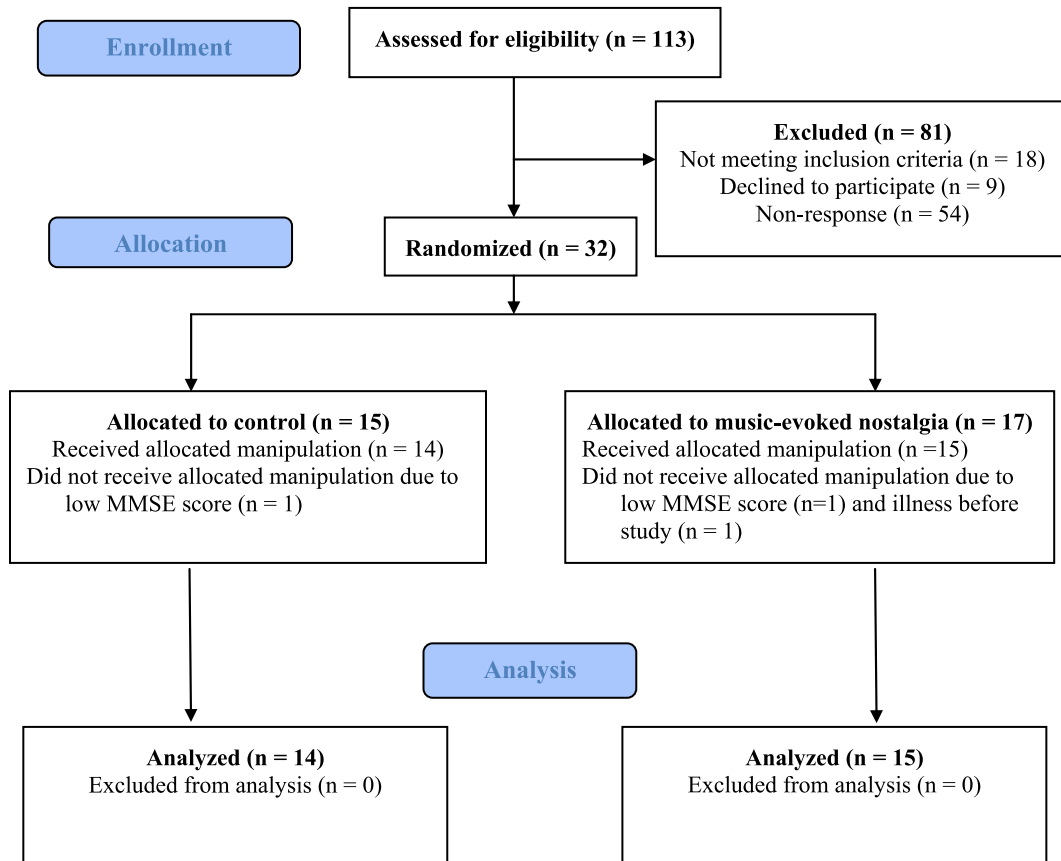 Enrollment
Assessed for eligibility (n = 113)
Excluded (n = 81)
Not meeting inclusion criteria (n = 18)
Declined to participate (n = 9)
Non-response (n = 54)
Allocation
Randomized (n = 32)
Allocated to control (n = 15)
Received allocated manipulation (n = 14)
Did not receive allocated manipulation due to
low MMSE score (n = 1)
Allocated to music-evoked nostalgia (n = 17)
Received allocated manipulation (n =15)
Did not receive allocated manipulation due to
low MMSE score (n=1) and illness before
study (n = 1)
Analysis
Analyzed (n = 14)
Excluded from analysis (n = 0)
Analyzed (n = 15)
Excluded from analysis (n = 0)